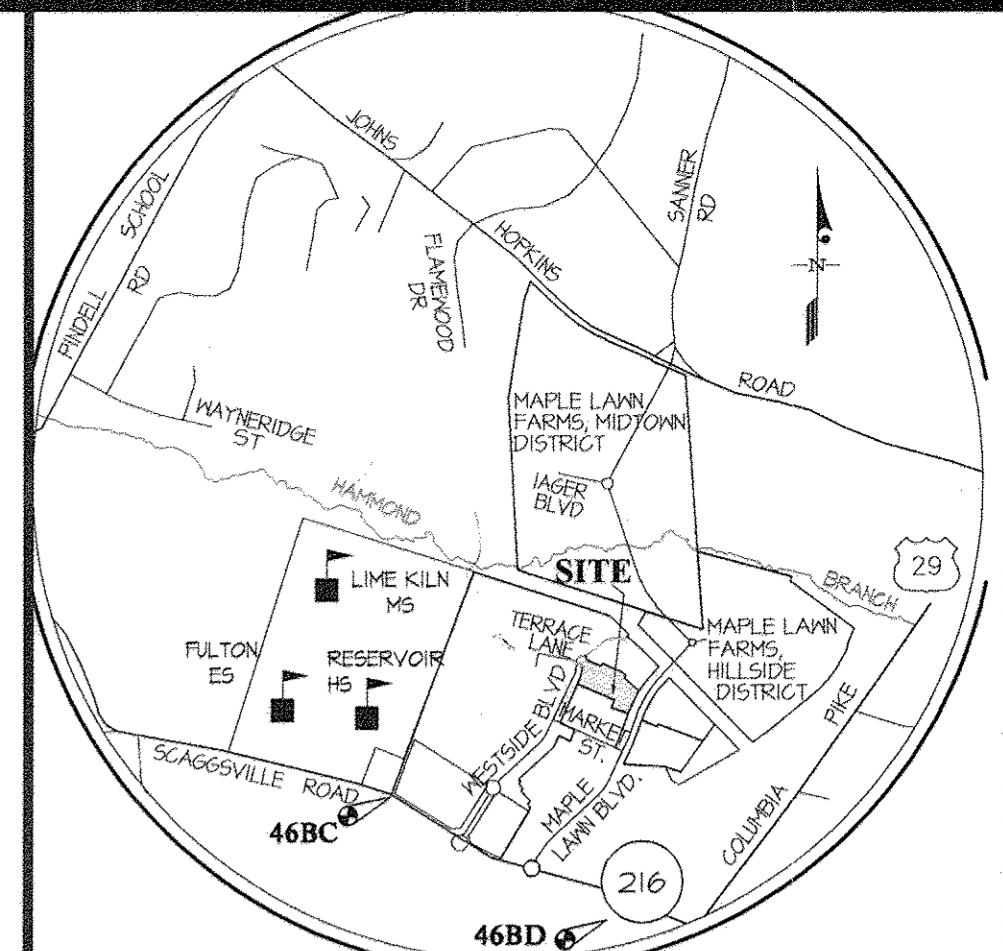 JOHNS
HOPKINS
ROAD
SANNER
RD
PINDELL
SCHOOL
RD
FLAMEWOOD
DR
-N-
WAYNERIDGE
ST
MAPLE LAWN
FARMS, MIDTOWN
DISTRICT
IAGER
BLVD
HAMMOND
BRANCH
29
SITE
LIME KILN
MS
FULTON
ES
RESERVOIR
HS
TERRACE
LANE
MAPLE LAWN
FARMS,
HILLSIDE
DISTRICT
WESTSIDE BLVD
MARKET
ST.
MAPLE
LAWN BLVD.
SCAGGSVILLE ROAD
COLUMBIA
PIKE
46BC
216
46BD